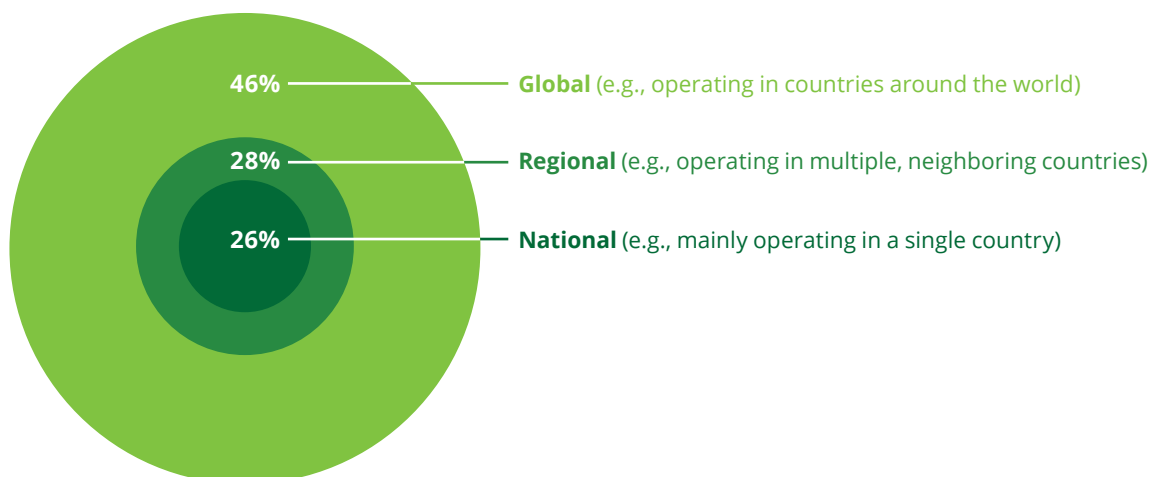 46% Global (e.g., operating in countries around the world)
28% Regional (e.g., operating in multiple, neighboring countries)
26% National (e.g., mainly operating in a single country)